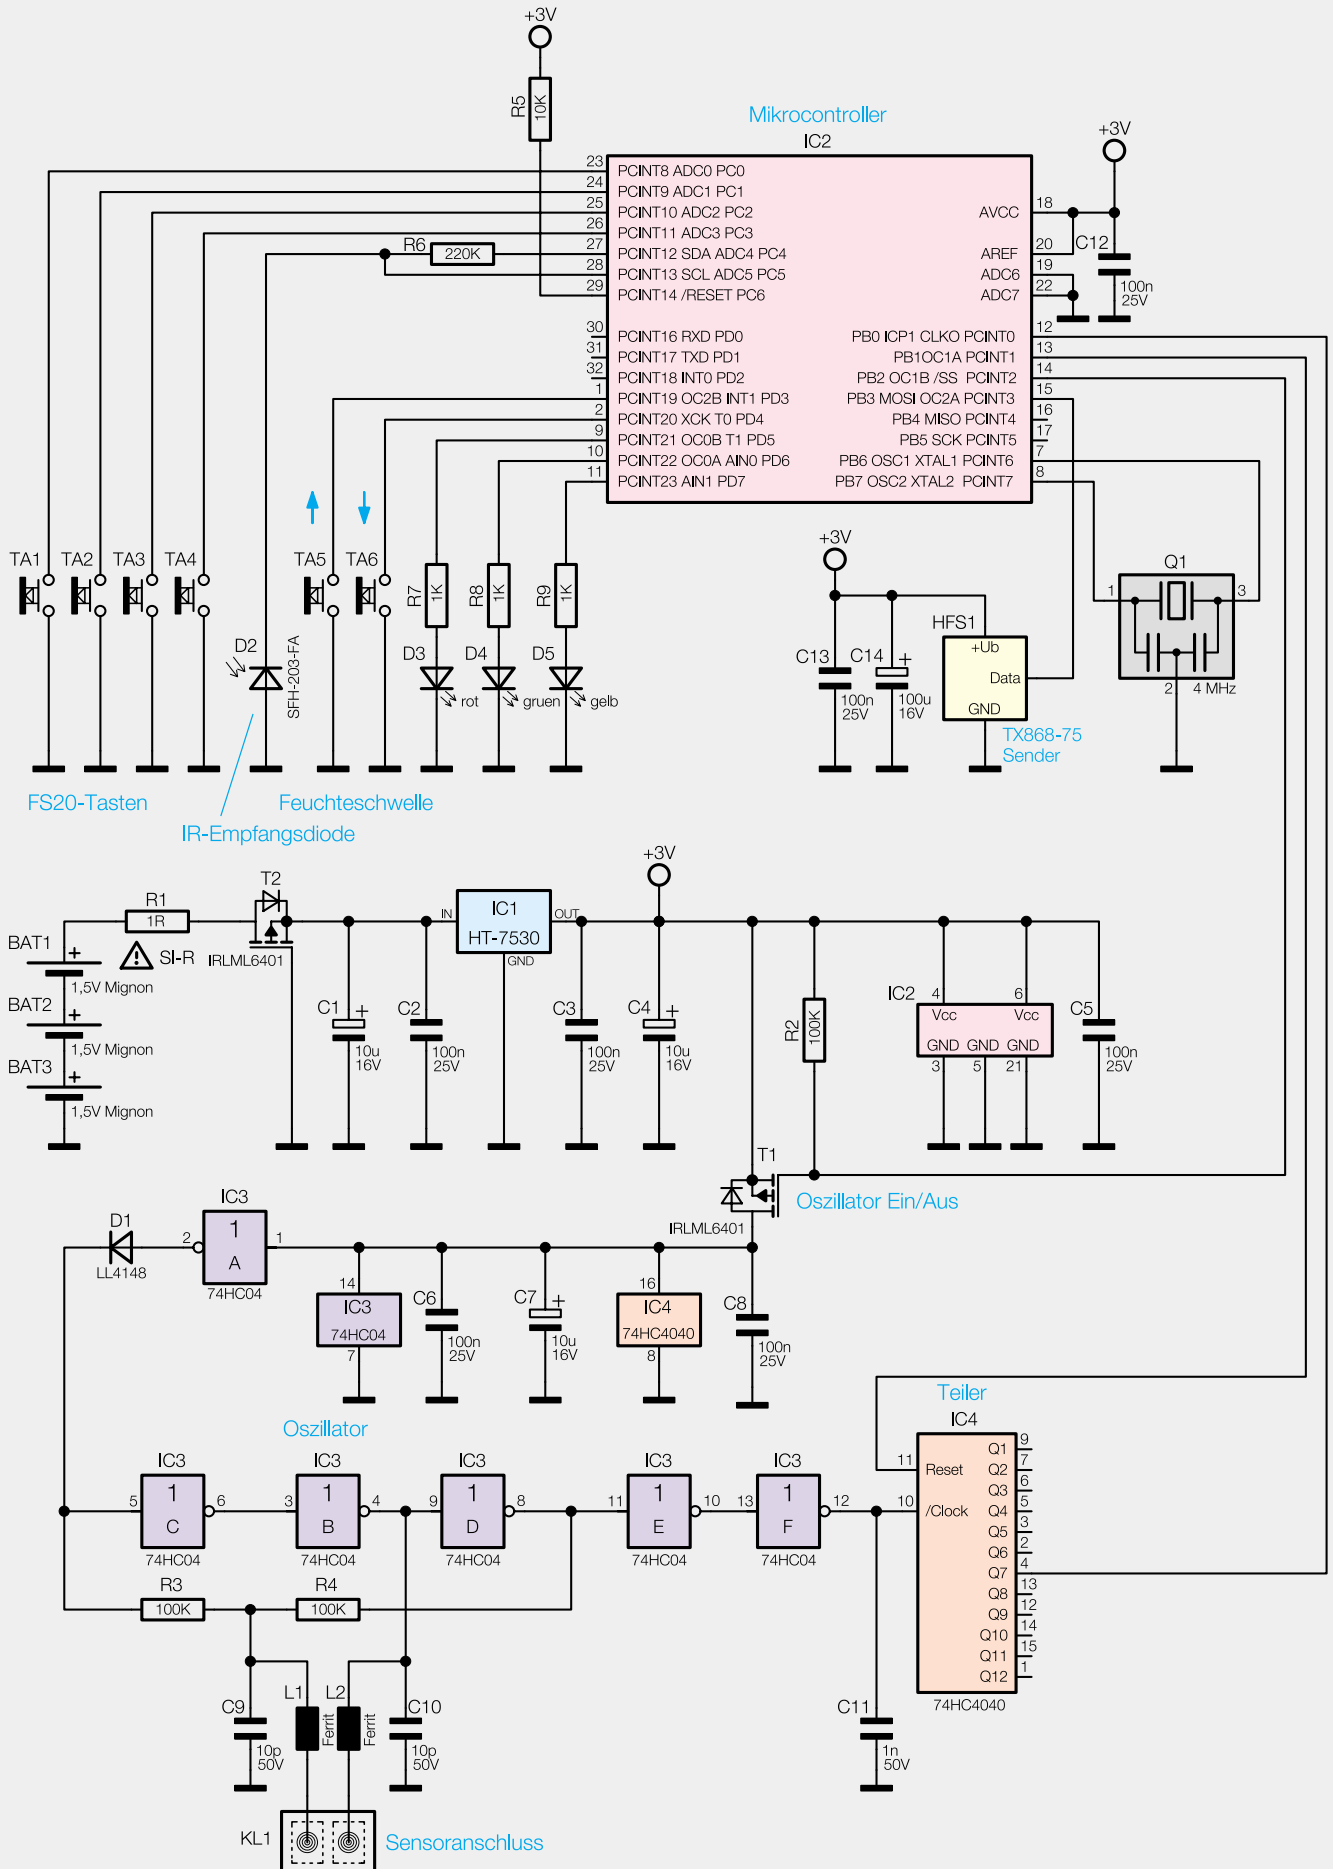 +3V
R5
10K
Mikrocontroller
IC2
+3V
23
PCINT8 ADC0 PC0
24
PCINT9 ADC1 PC1
25
PCINT10 ADC2 PC2
26
PCINT11 ADC3 PC3
27
PCINT12 SDA ADC4 PC4
28
PCINT13 SCL ADC5 PC5
29
PCINT14 /RESET PC6
30
PCINT16 RXD PD0
31
PCINT17 TXD PD1
32
PCINT18 INT0 PD2
1
PCINT19 OC2B INT1 PD3
2
PCINT20 XCK T0 PD4
9
PCINT21 OC0B T1 PD5
10
PCINT22 OC0A AIN0 PD6
11
PCINT23 AIN1 PD7
AVCC
18
AREF
20
ADC6
19
ADC7
22
PB0 ICP1 CLKO PCINT0
12
PB1OC1A PCINT1
13
PB2 OC1B /SS PCINT2
14
PB3 MOSI OC2A PCINT3
15
PB4 MISO PCINT4
16
PB5 SCK PCINT5
17
PB6 OSC1 XTAL1 PCINT6
7
PB7 OSC2 XTAL2 PCINT7
8
C12
100n
25V
R6
220K
TA1
TA2
TA3
TA4
TA5
TA6
D2
SFH-203-FA
R7
1K
R8
1K
R9
1K
D3
rot
D4
gruen
D5
gelb
+3V
C13
100n
25V
C14
+
100u
16V
HFS1
+Ub
Data
GND
TX868-75
Sender
Q1
1
3
2
4 MHz
FS20-Tasten
IR-Empfangsdiode
Feuchteschwelle
BAT1
+
1,5V Mignon
BAT2
+
1,5V Mignon
BAT3
+
1,5V Mignon
R1
1R
SI-R
T2
IRLML6401
C1
+
10u
16V
C2
100n
25V
IN
IC1
HT-7530
OUT
GND
C3
100n
25V
+3V
C4
+
10u
16V
R2
100K
IC2
4
6
Vcc
Vcc
GND GND GND
3
5
21
C5
100n
25V
T1
IRLML6401
Oszillator Ein/Aus
D1
LL4148
IC3
2
1
A
1
74HC04
14
IC3
74HC04
7
C6
100n
25V
C7
+
10u
16V
16
IC4
74HC4040
8
C8
100n
25V
Oszillator
IC3
5
1
C
6
74HC04
IC3
3
1
B
4
74HC04
IC3
9
1
D
8
74HC04
IC3
11
1
E
10
74HC04
IC3
13
1
F
12
74HC04
R3
100K
R4
100K
C9
10p
50V
L1
Ferrit
L2
Ferrit
C10
10p
50V
KL1
Sensoranschluss
C11
1n
50V
Teiler
IC4
11
Reset
10
/Clock
Q1
9
Q2
7
Q3
6
Q4
5
Q5
3
Q6
2
Q7
4
Q8
13
Q9
12
Q10
14
Q11
15
Q12
1
74HC4040